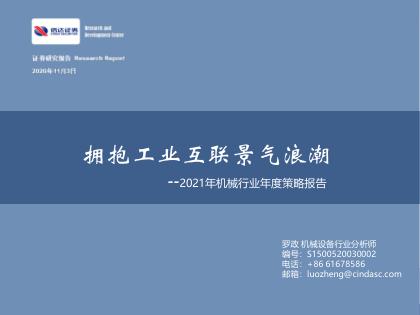 信达证券
CINDA SECURITIES
Research and
Development Center
证券研究报告 Research Report
2020年11月3日
拥抱工业互联景气浪潮
--2021年机械行业年度策略报告
罗政 机械设备行业分析师
编号：S1500520030002
电话：+86 61678586
邮箱：luozheng@cindasc.com